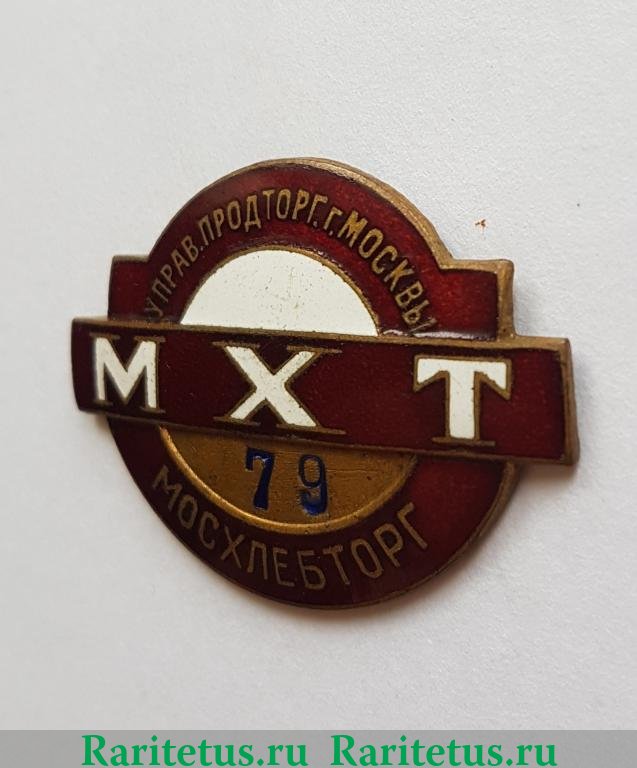 УПРАВ.ПРОДТОРГ.г.МОСКВЫ
МХТ
79
МОСХЛЕБТОРГ
Raritetus.ru Raritetus.ru